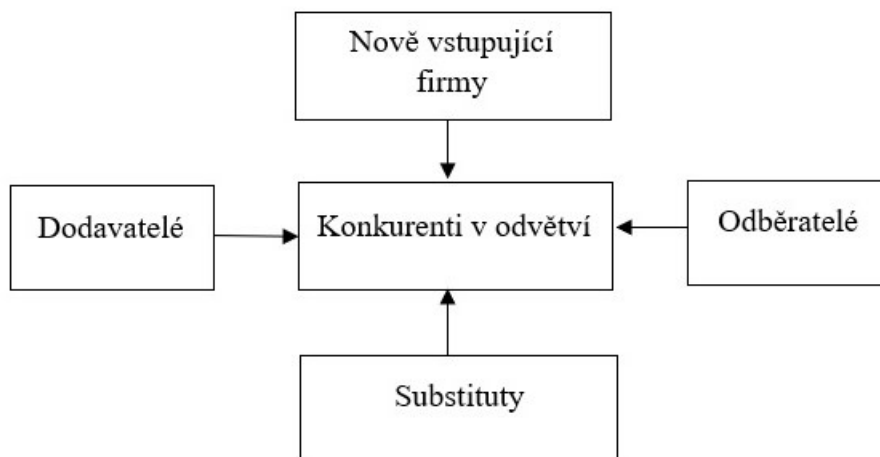 Nově vstupující
firmy
Dodavatelé
Konkurenti v odvětví
Odběratelé
Substituty